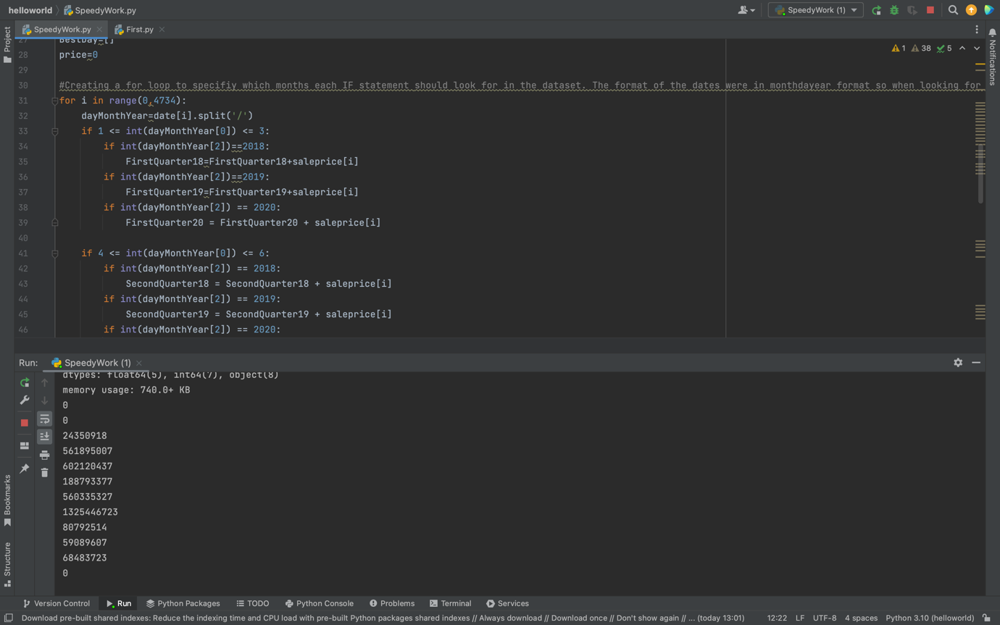 helloworld SpeedyWork.py SpeedyWork (1)
SpeedyWork.py First.py
Project
Notifications
27 BestDay=[]
1 38 5
28 price=0
29
30 #Creating a for loop to specifiy which months each IF statement should look for in the dataset. The format of the dates were in monthdayear format so when looking for
31 for i in range(0,4734):
32 dayMonthYear=date[i].split('/')
33 if 1 <= int(dayMonthYear[0]) <= 3:
34 if int(dayMonthYear[2])==2018:
35 FirstQuarter18=FirstQuarter18+saleprice[i]
36 if int(dayMonthYear[2])==2019:
37 FirstQuarter19=FirstQuarter19+saleprice[i]
38 if int(dayMonthYear[2]) == 2020:
39 FirstQuarter20 = FirstQuarter20 + saleprice[i]
40
41 if 4 <= int(dayMonthYear[0]) <= 6:
42 if int(dayMonthYear[2]) == 2018:
43 SecondQuarter18 = SecondQuarter18 + saleprice[i]
44 if int(dayMonthYear[2]) == 2019:
45 SecondQuarter19 = SecondQuarter19 + saleprice[i]
46 if int(dayMonthYear[2]) == 2020:
Run: SpeedyWork (1)
dtypes: float64(5), int64(7), object(8)
memory usage: 740.0+ KB
0
0
24350918
561895007
602120437
188793377
560335327
1325446723
80792514
59089607
68483723
0
Bookmarks
Structure
Version Control Run Python Packages TODO Python Console Problems Terminal Services
Download pre-built shared indexes: Reduce the indexing time and CPU load with pre-built Python packages shared indexes // Always download // Download once // Don't show again // ... (today 13:01) 12:22 LF UTF-8 4 spaces Python 3.10 (helloworld)